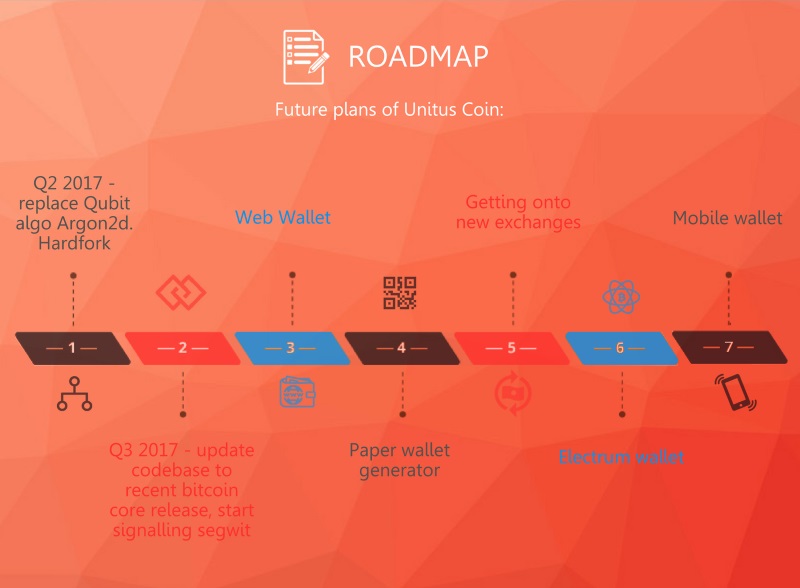 ROADMAP
Future plans of Unitus Coin:
Q2 2017 -
replace Qubit
algo Argon2d.
Hardfork
Web Wallet
Getting onto
new exchanges
Mobile wallet
1
2
3
4
5
6
7
Q3 2017 - update
codebase to
recent bitcoin
core release, start
signalling segwit
Paper wallet
generator
Electrum wallet